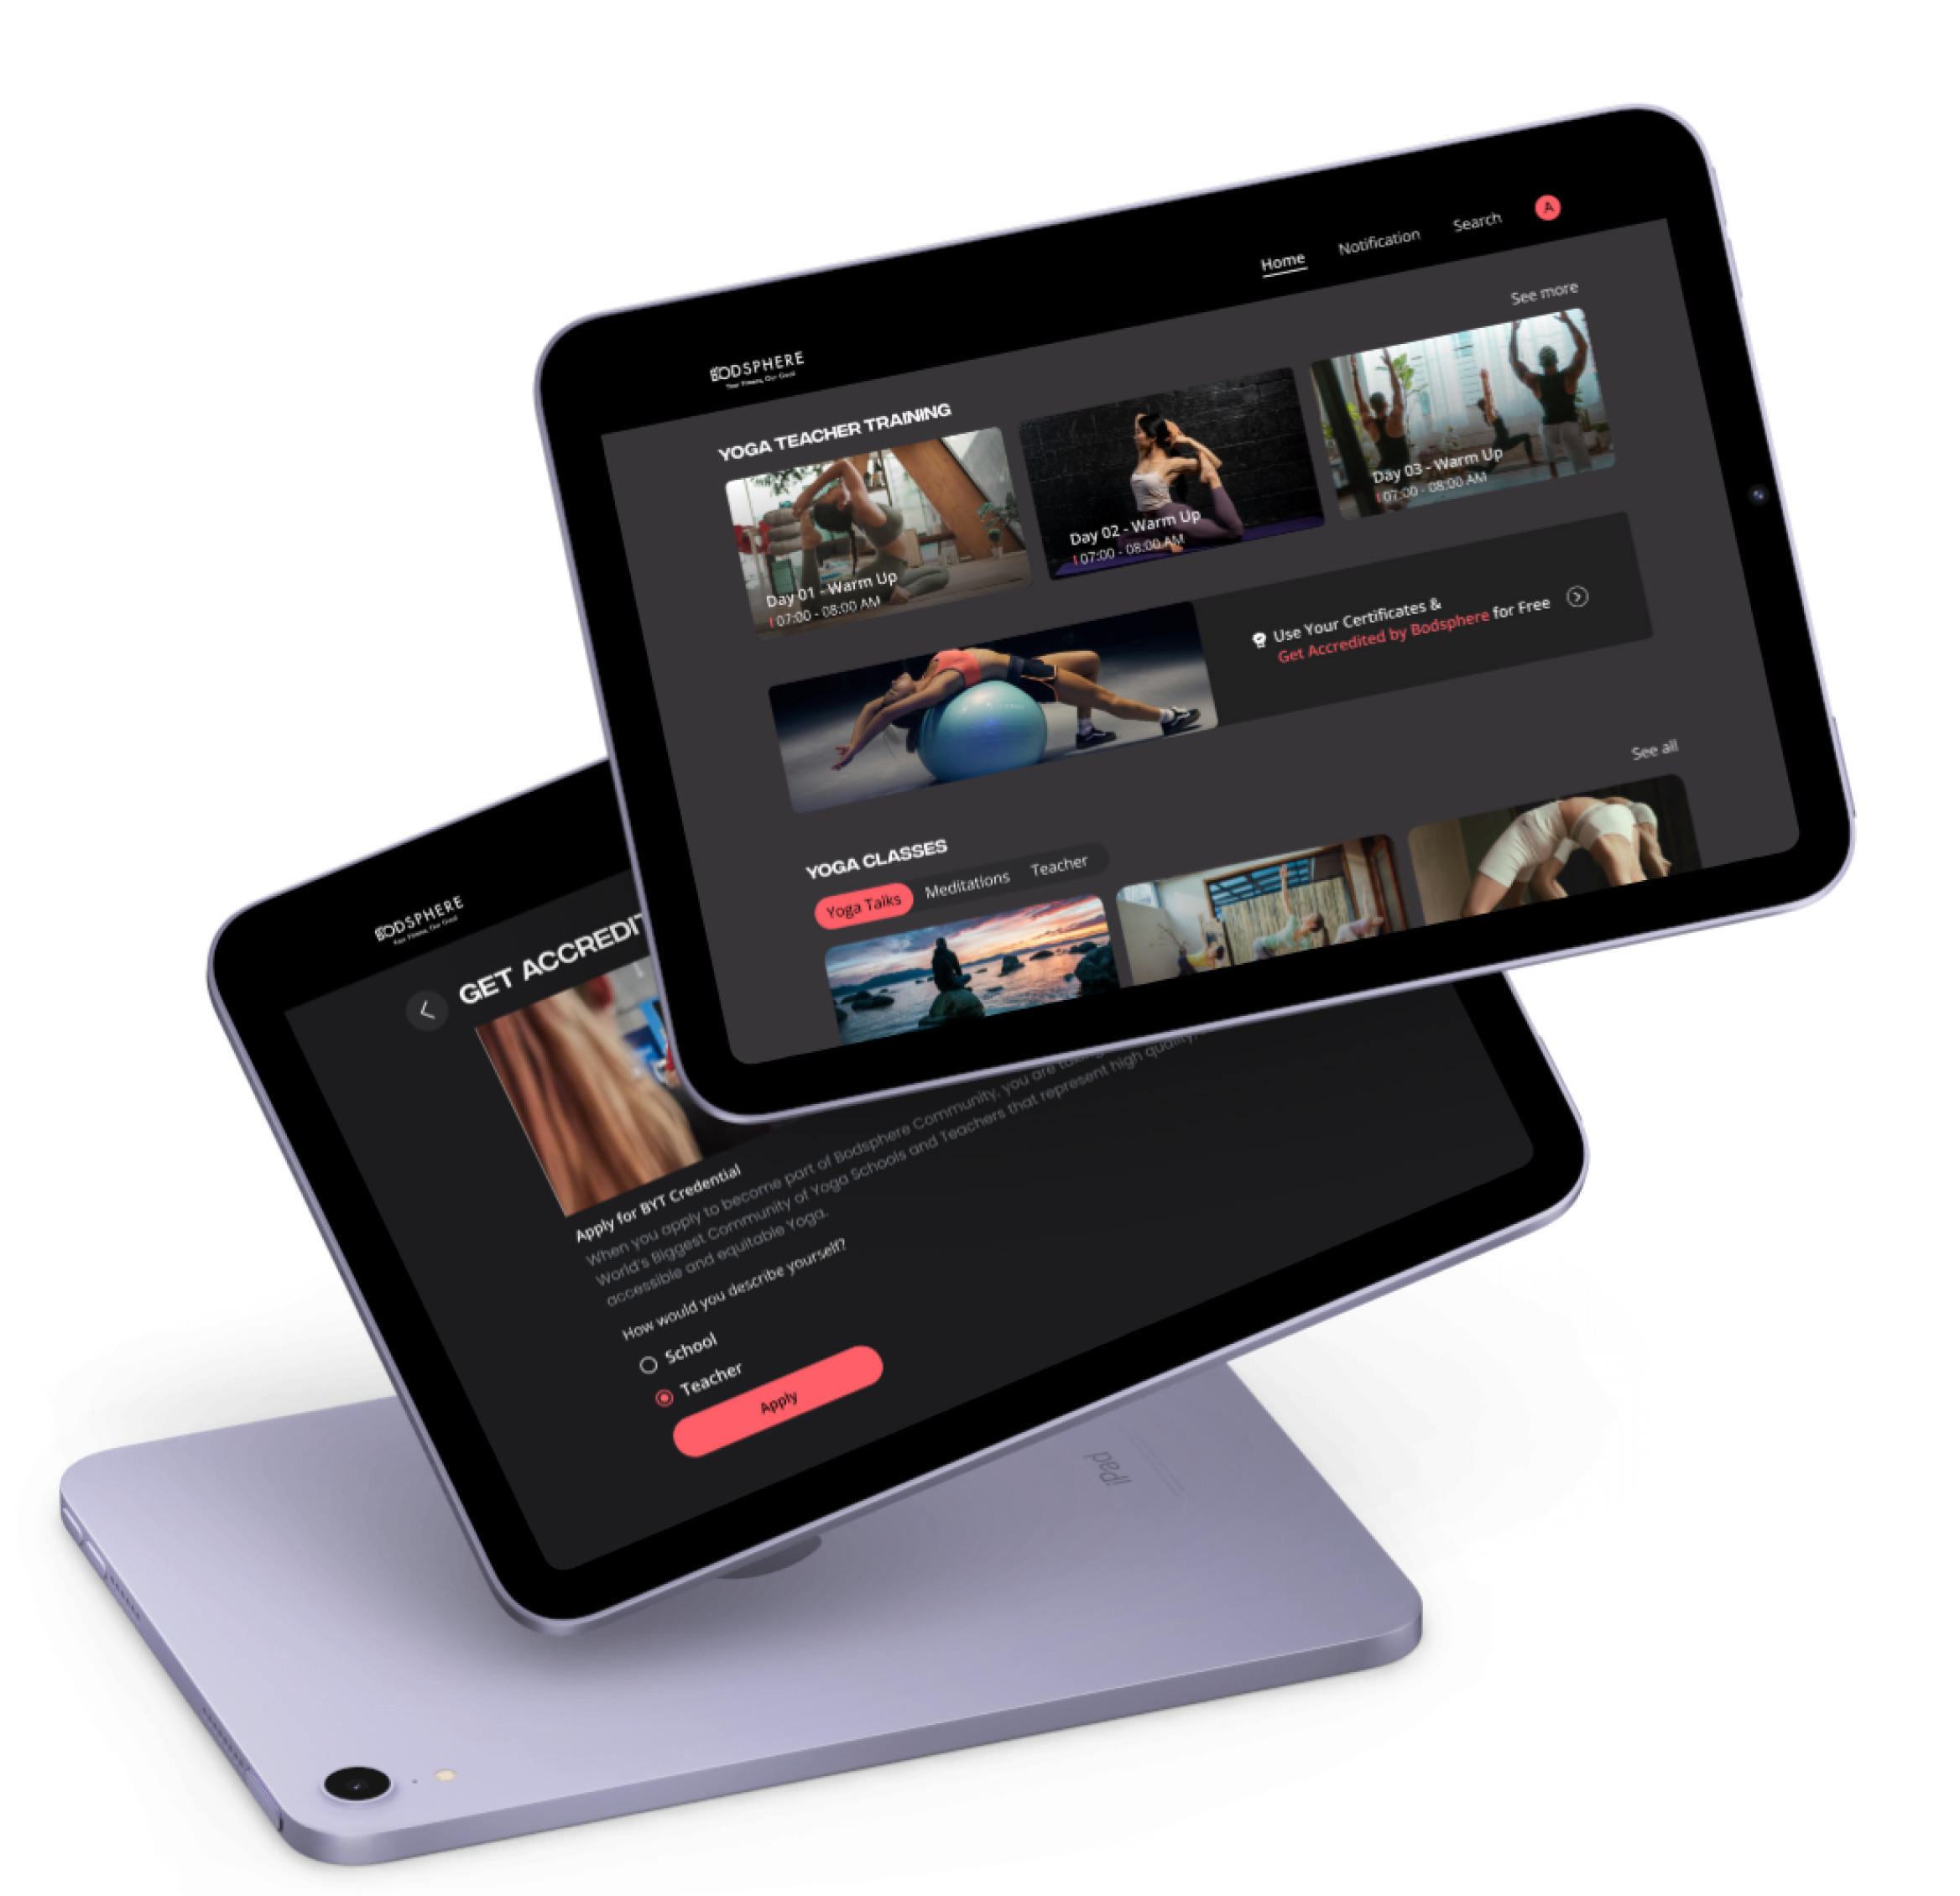 Home
Notification
Search
A
BODSPHERE
Your Fitness, Our Goal
YOGA TEACHER TRAINING
See more
Day 01 - Warm Up
07:00 - 08:00 AM
Day 02 - Warm Up
07:00 - 08:00 AM
Day 03 - Warm Up
07:00 - 08:00 AM
Use Your Certificates &
Get Accredited by Bodsphere for Free
YOGA CLASSES
See all
Yoga Talks
Meditations
Teacher
BODSPHERE
Your Fitness, Our Goal
GET ACCREDIT
Apply for BYT Credential
When you apply to become part of Bodsphere Community, you are
World's Biggest Community of Yoga Schools and Teachers that represent high quality,
accessible and equitable Yoga.
How would you describe yourself?
School
Teacher
Apply
iPad